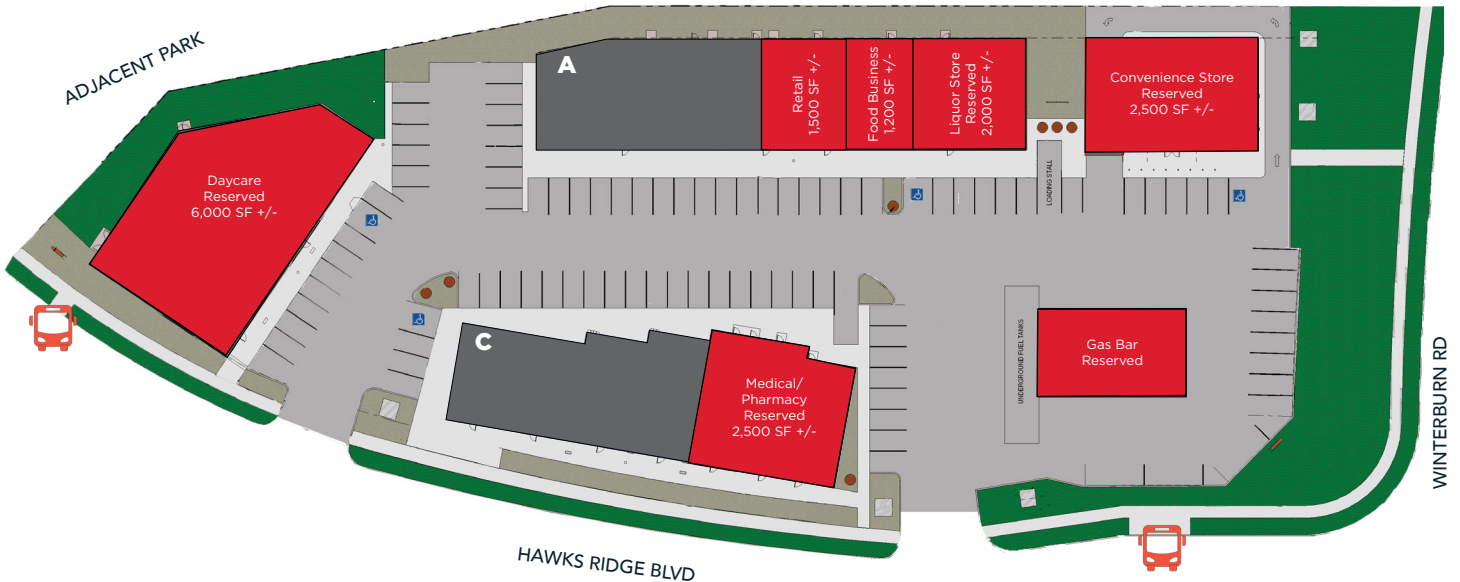 ADJACENT PARK
A
Retail
1,500 SF +/-
Food Business
1,200 SF +/-
Liquor Store
Reserved
2,000 SF +/-
Convenience Store
Reserved
2,500 SF +/-
LOADING STALL
Daycare
Reserved
6,000 SF +/-
C
Medical/
Pharmacy
Reserved
2,500 SF +/-
UNDERGROUND FUEL TANKS
Gas Bar
Reserved
WINTERBURN RD
HAWKS RIDGE BLVD